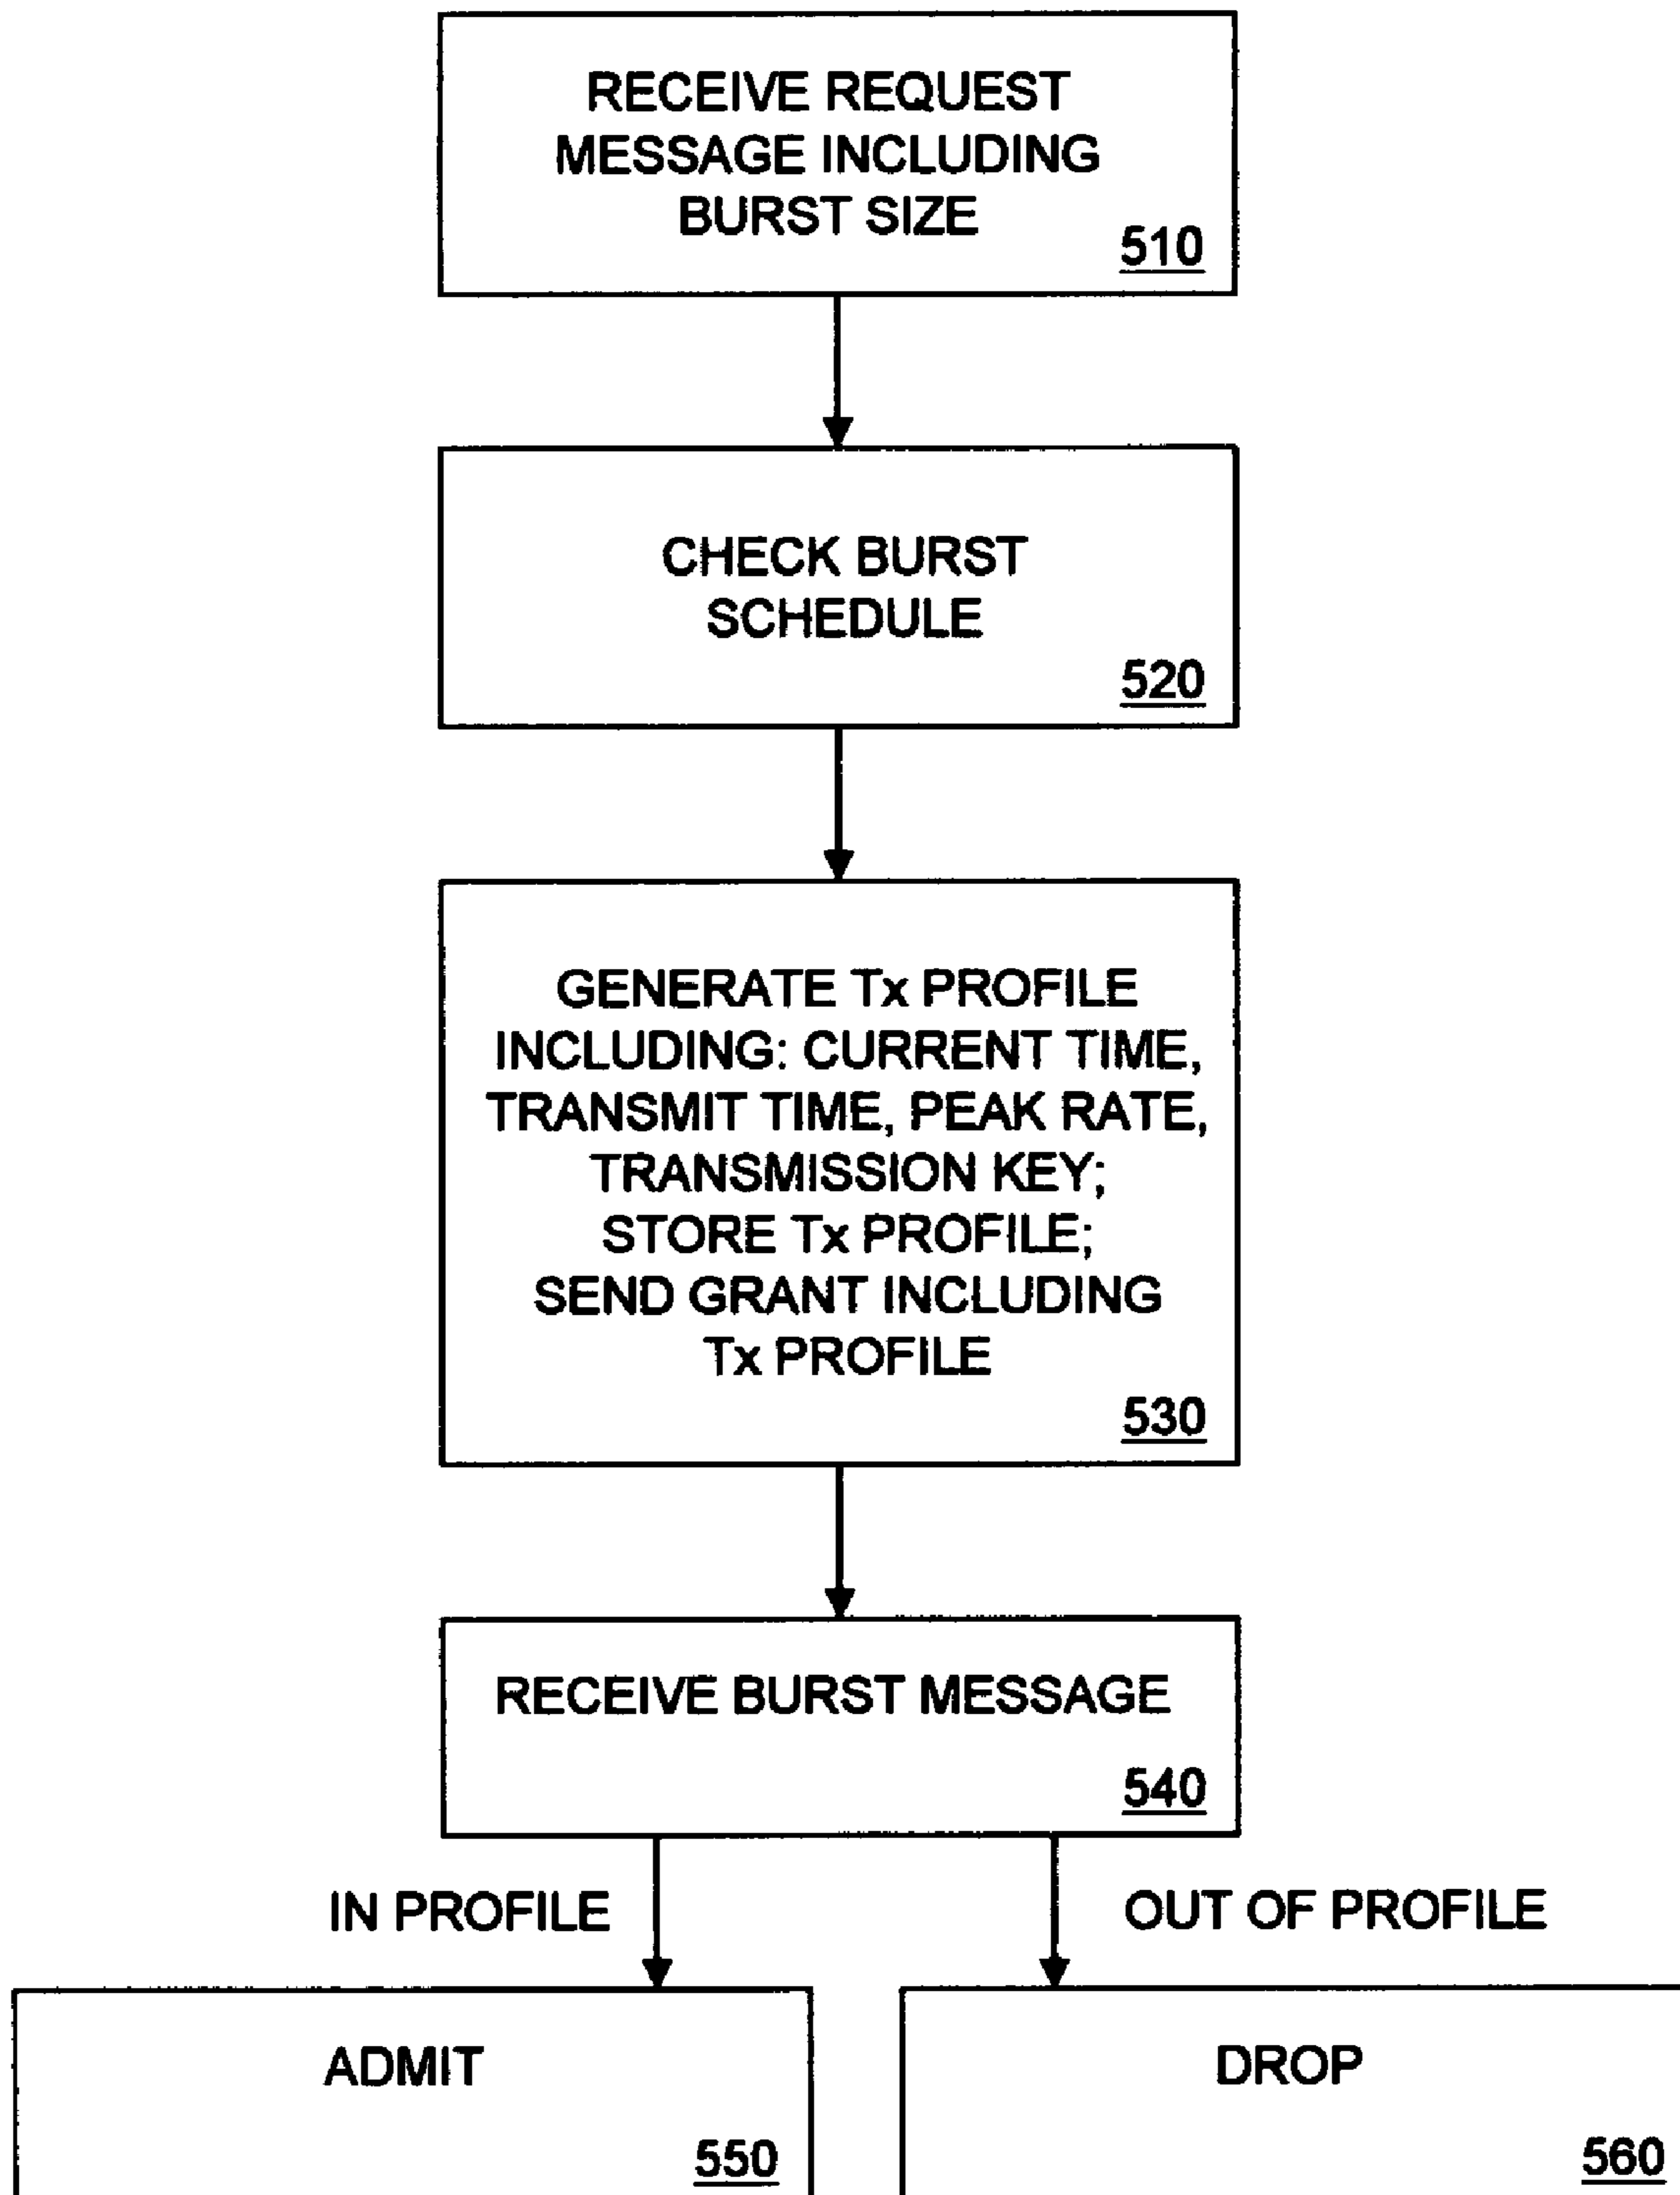 RECEIVE REQUEST
MESSAGE INCLUDING
BURST SIZE
510
CHECK BURST
SCHEDULE
520
GENERATE Tx PROFILE
INCLUDING: CURRENT TIME,
TRANSMIT TIME, PEAK RATE,
TRANSMISSION KEY;
STORE Tx PROFILE;
SEND GRANT INCLUDING
Tx PROFILE
530
RECEIVE BURST MESSAGE
540
IN PROFILE
OUT OF PROFILE
ADMIT
550
DROP
560